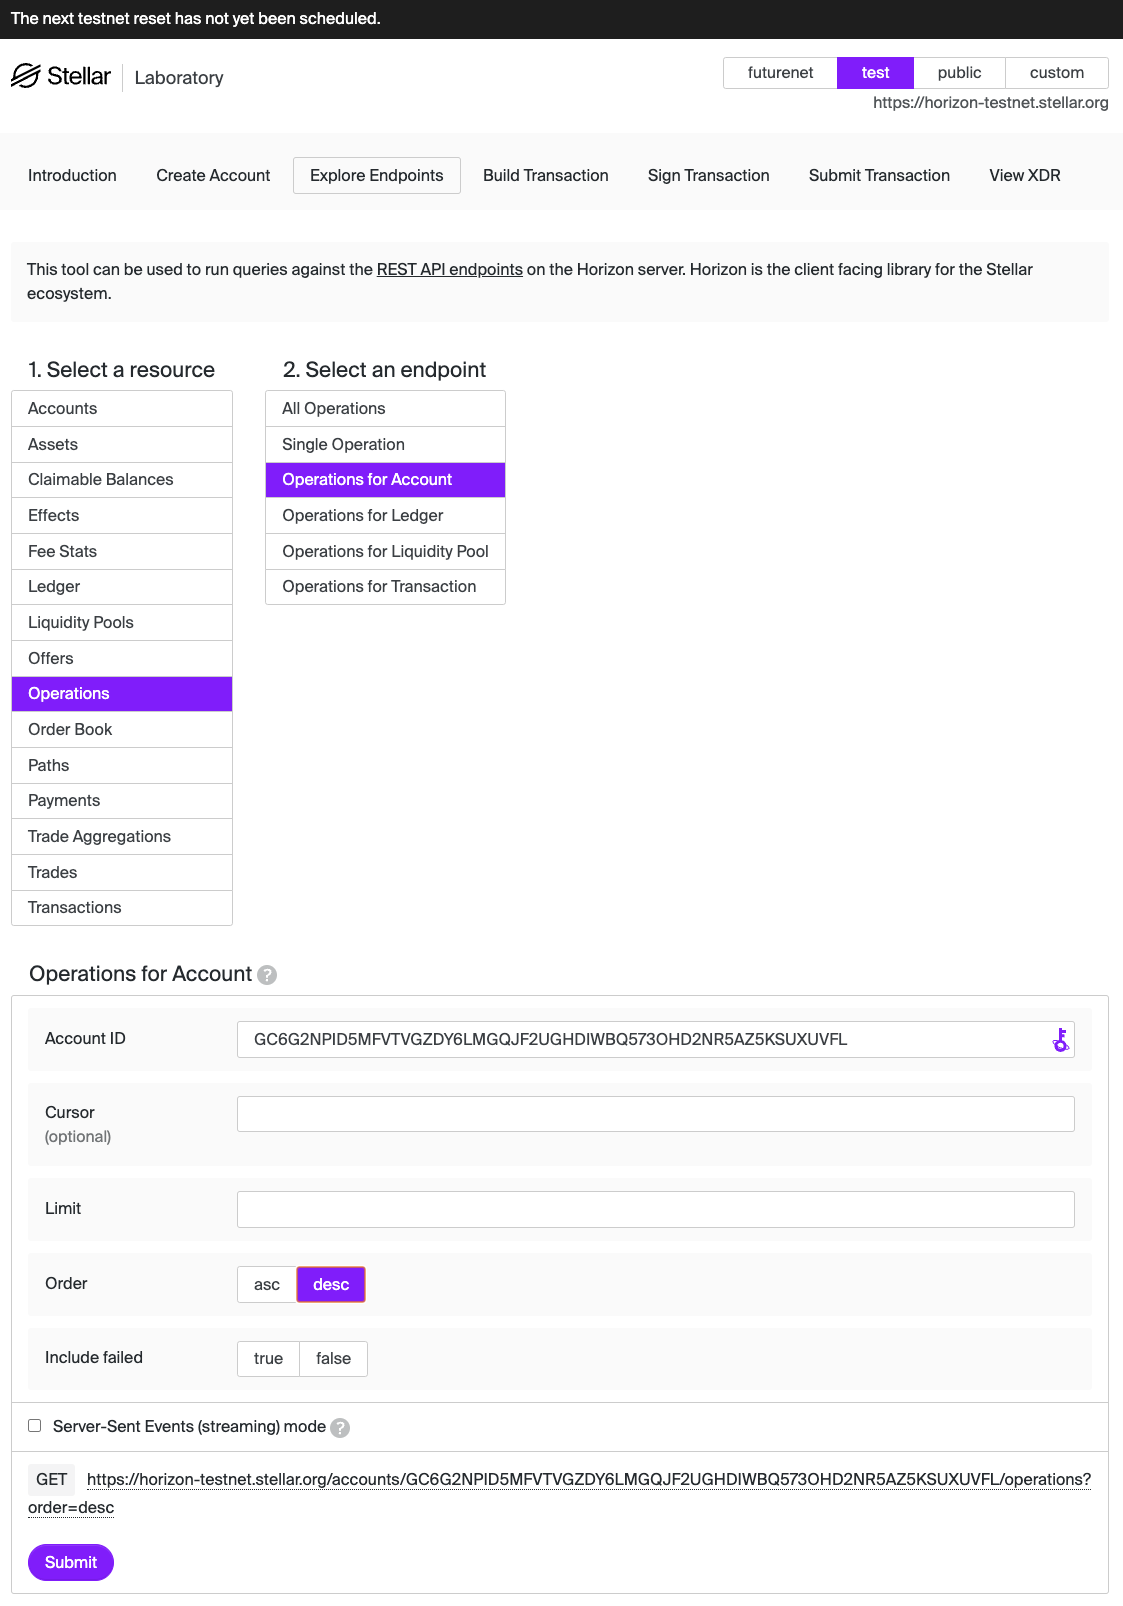 The next testnet reset has not yet been scheduled.
Stellar Laboratory
futurenet test public custom
https://horizon-testnet.stellar.org
Introduction Create Account Explore Endpoints Build Transaction Sign Transaction Submit Transaction View XDR
This tool can be used to run queries against the REST API endpoints on the Horizon server. Horizon is the client facing library for the Stellar
ecosystem.
1. Select a resource
Accounts
Assets
Claimable Balances
Effects
Fee Stats
Ledger
Liquidity Pools
Offers
Operations
Order Book
Paths
Payments
Trade Aggregations
Trades
Transactions
2. Select an endpoint
All Operations
Single Operation
Operations for Account
Operations for Ledger
Operations for Liquidity Pool
Operations for Transaction
Operations for Account ?
Account ID GC6G2NPID5MFVTVGZDY6LMGQJF2UGHDIWBQ573OHD2NR5AZ5KSUXUVFL
Cursor
(optional)
Limit
Order asc desc
Include failed true false
Server-Sent Events (streaming) mode ?
GET https://horizon-testnet.stellar.org/accounts/GC6G2NPID5MFVTVGZDY6LMGQJF2UGHDIWBQ573OHD2NR5AZ5KSUXUVFL/operations?
order=desc
Submit